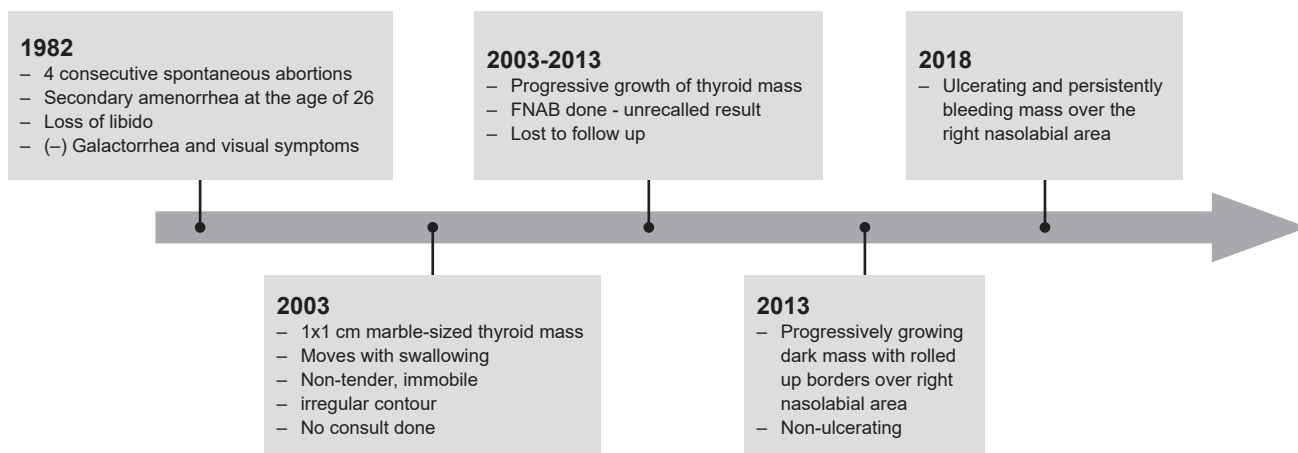 1982
– 4 consecutive spontaneous abortions
– Secondary amenorrhea at the age of 26
– Loss of libido
– (–) Galactorrhea and visual symptoms
2003-2013
– Progressive growth of thyroid mass
– FNAB done - unrecalled result
– Lost to follow up
2018
– Ulcerating and persistently
bleeding mass over the
right nasolabial area
2003
– 1x1 cm marble-sized thyroid mass
– Moves with swallowing
– Non-tender, immobile
– irregular contour
– No consult done
2013
– Progressively growing
dark mass with rolled
up borders over right
nasolabial area
– Non-ulcerating